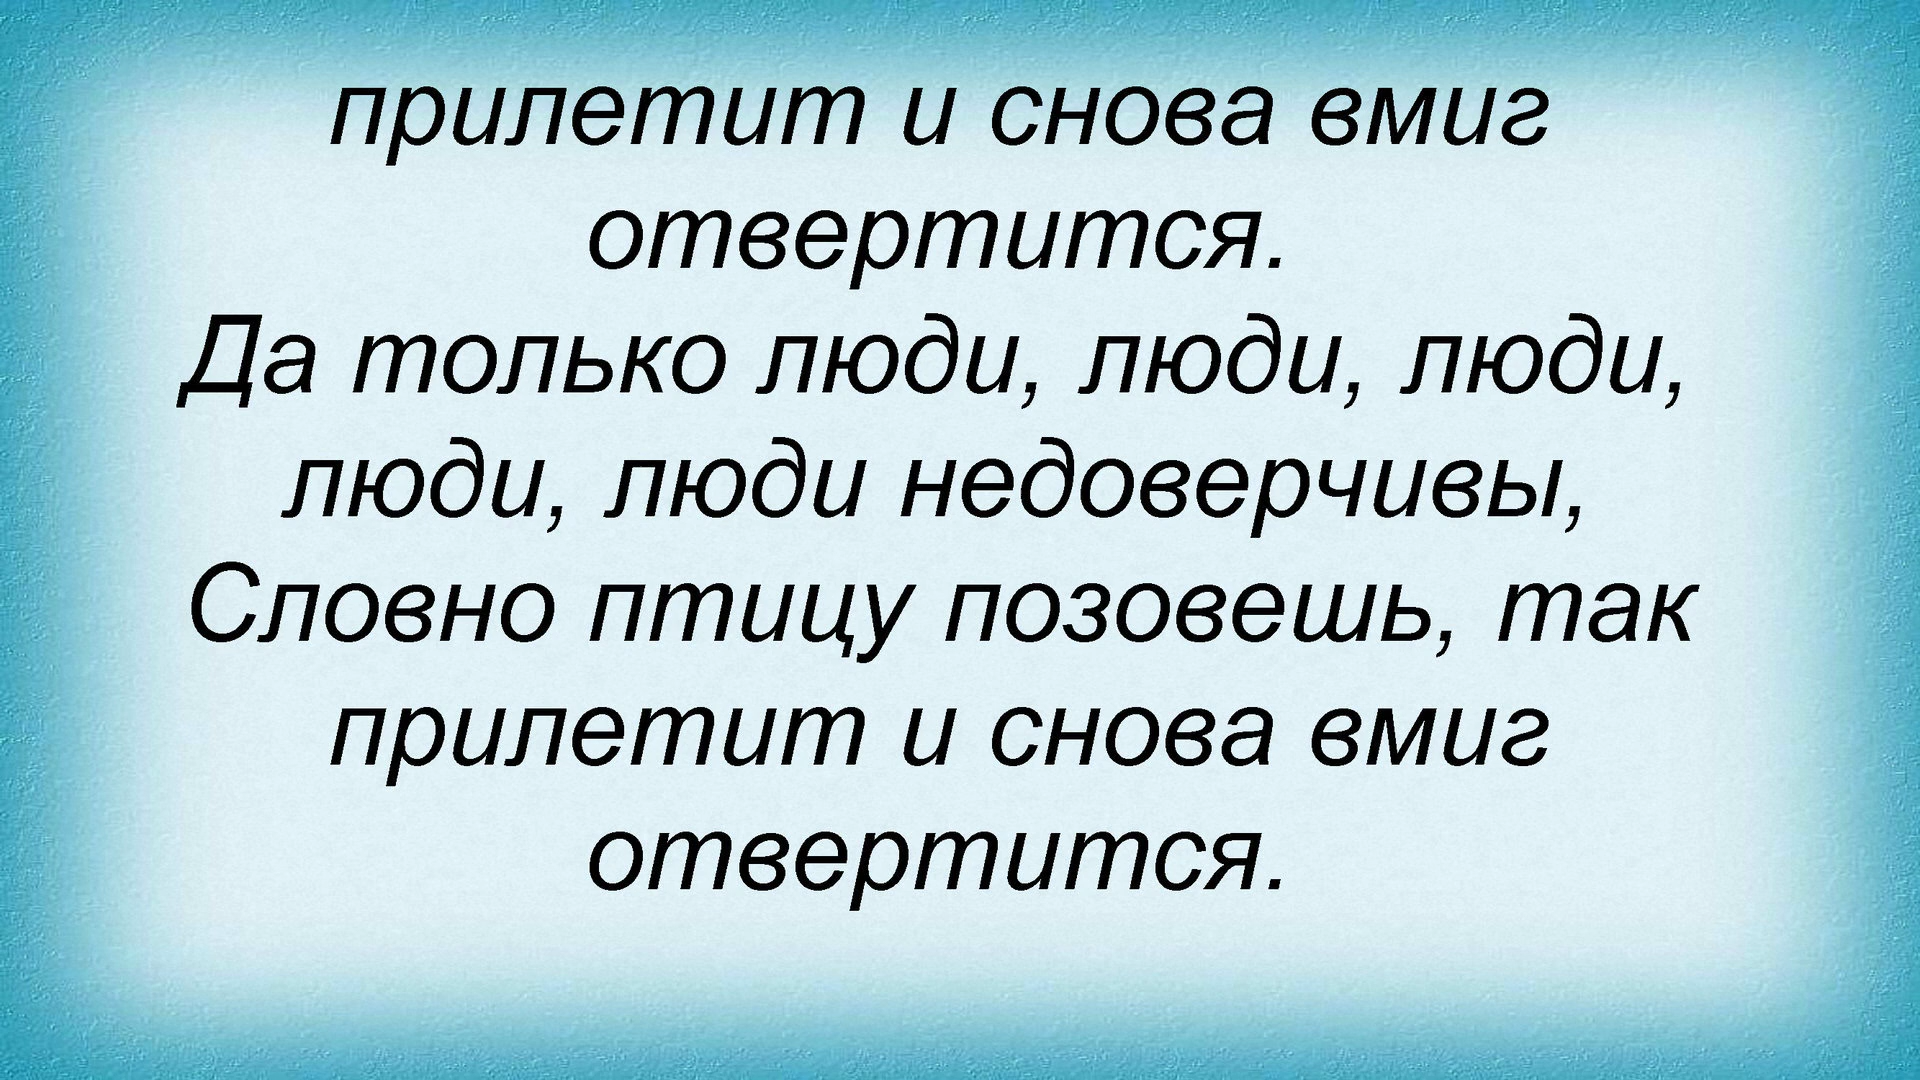 прилетит и снова вмиг
отвертится.
Да только люди, люди, люди,
люди, люди недоверчивы,
Словно птицу позовешь, так
прилетит и снова вмиг
отвертится.